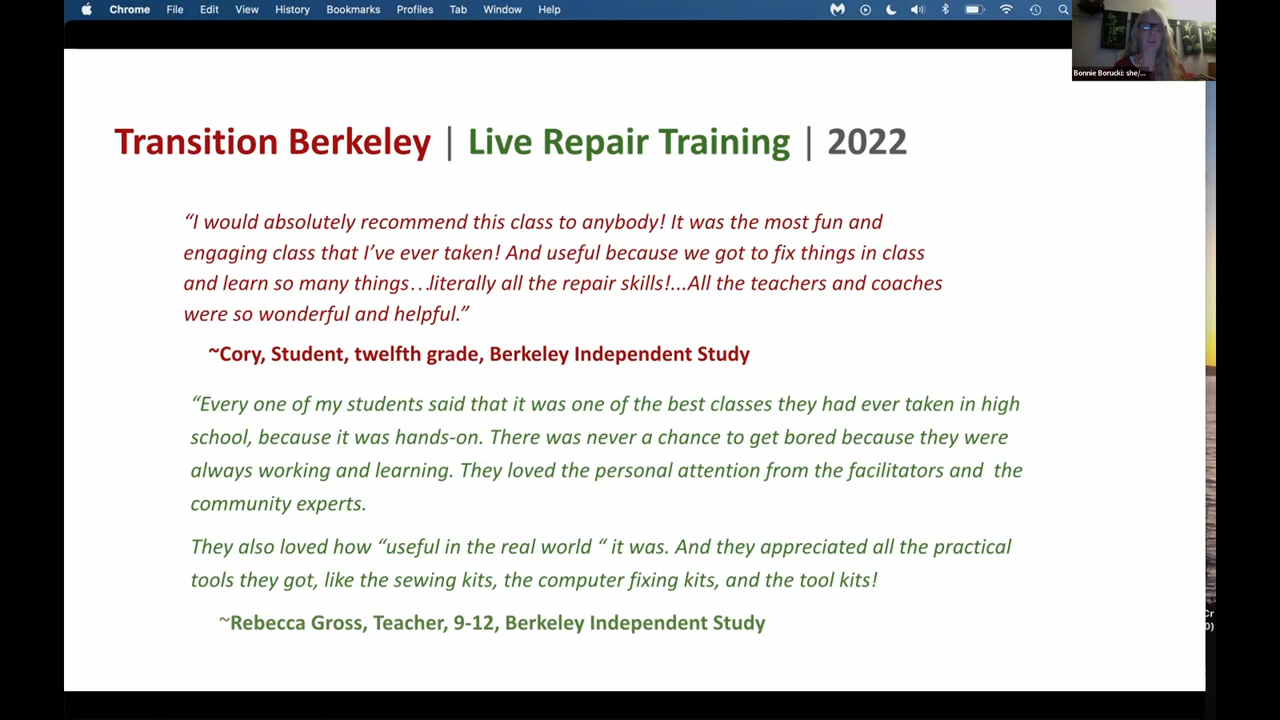 Chrome File Edit View History Bookmarks Profiles Tab Window Help
Bonnie Borucki: she/...
Transition Berkeley | Live Repair Training | 2022
“I would absolutely recommend this class to anybody! It was the most fun and
engaging class that I’ve ever taken! And useful because we got to fix things in class
and learn so many things…literally all the repair skills!...All the teachers and coaches
were so wonderful and helpful.”
~Cory, Student, twelfth grade, Berkeley Independent Study
“Every one of my students said that it was one of the best classes they had ever taken in high
school, because it was hands-on. There was never a chance to get bored because they were
always working and learning. They loved the personal attention from the facilitators and  the
community experts.
They also loved how “useful in the real world “ it was. And they appreciated all the practical
tools they got, like the sewing kits, the computer fixing kits, and the tool kits!
~Rebecca Gross, Teacher, 9-12, Berkeley Independent Study
Cr
0)